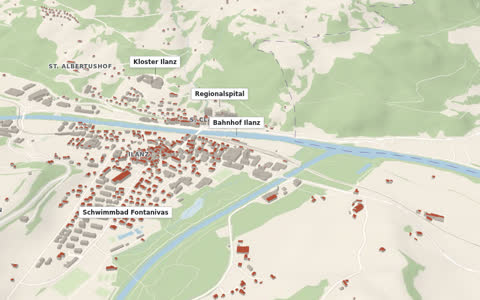 Kloster Ilanz
ST. ALBERTUSHOF
Regionalspital
Bahnhof Ilanz
ILANZ
Schwimmbad Fontanivas